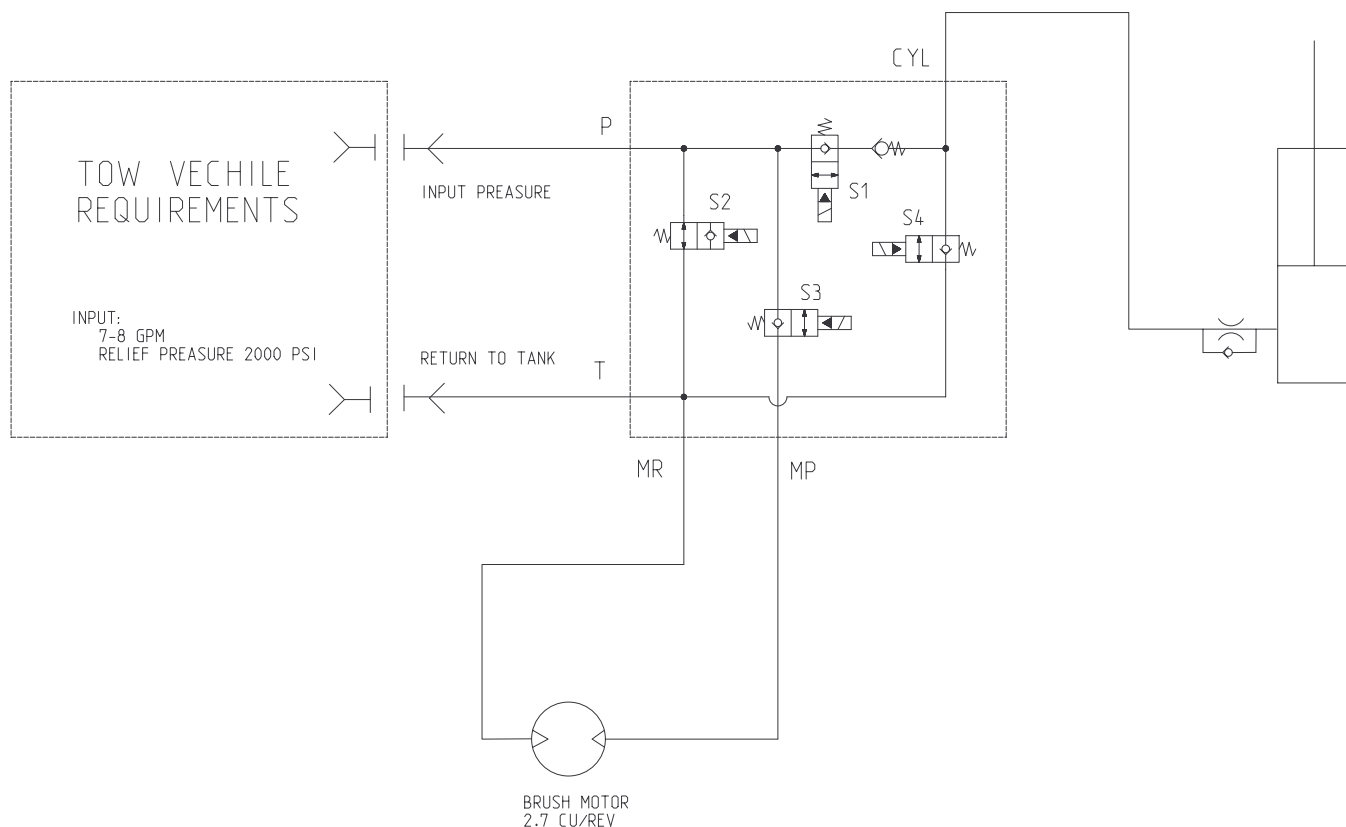 CYL
P
TOW VECHILE
REQUIREMENTS
INPUT PREASURE
S1
S2
S4
S3
INPUT:
7-8 GPM
RELIEF PREASURE 2000 PSI
RETURN TO TANK
T
MR
MP
BRUSH MOTOR
2.7 CU/REV